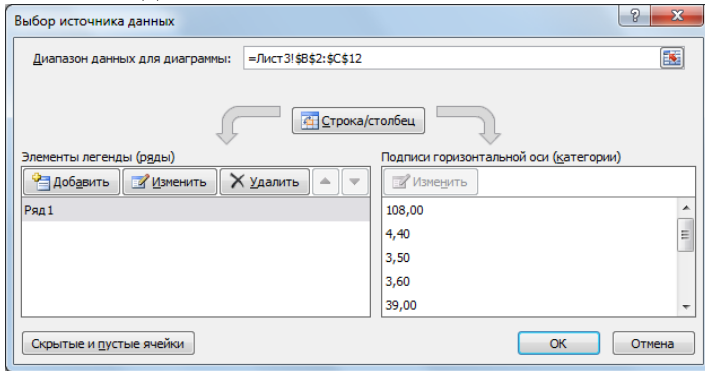 Выбор источника данных
Диапазон данных для диаграммы: =Лист3!$B$2:$C$12
Строка/столбец
Элементы легенды (ряды)
Добавить Изменить Удалить
Ряд1
Подписи горизонтальной оси (категории)
Изменить
108,00
4,40
3,50
3,60
39,00
Скрытые и пустые ячейки
ОК Отмена